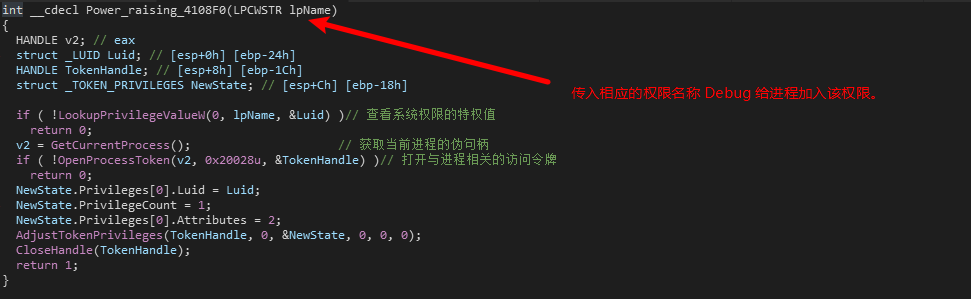 int __cdecl Power_raising_4108F0(LPCWSTR lpName)
{
HANDLE v2; // eax
struct _LUID Luid; // [esp+0h] [ebp-24h]
HANDLE TokenHandle; // [esp+8h] [ebp-1Ch]
struct _TOKEN_PRIVILEGES NewState; // [esp+Ch] [ebp-18h]
传入相应的权限名称 Debug 给进程加入该权限。
if ( !LookupPrivilegeValueW(0, lpName, &Luid) )// 查看系统权限的特权值
return 0;
v2 = GetCurrentProcess(); // 获取当前进程的伪句柄
if ( !OpenProcessToken(v2, 0x20028u, &TokenHandle) )// 打开与进程相关的访问令牌
return 0;
NewState.Privileges[0].Luid = Luid;
NewState.PrivilegeCount = 1;
NewState.Privileges[0].Attributes = 2;
AdjustTokenPrivileges(TokenHandle, 0, &NewState, 0, 0, 0);
CloseHandle(TokenHandle);
return 1;
}